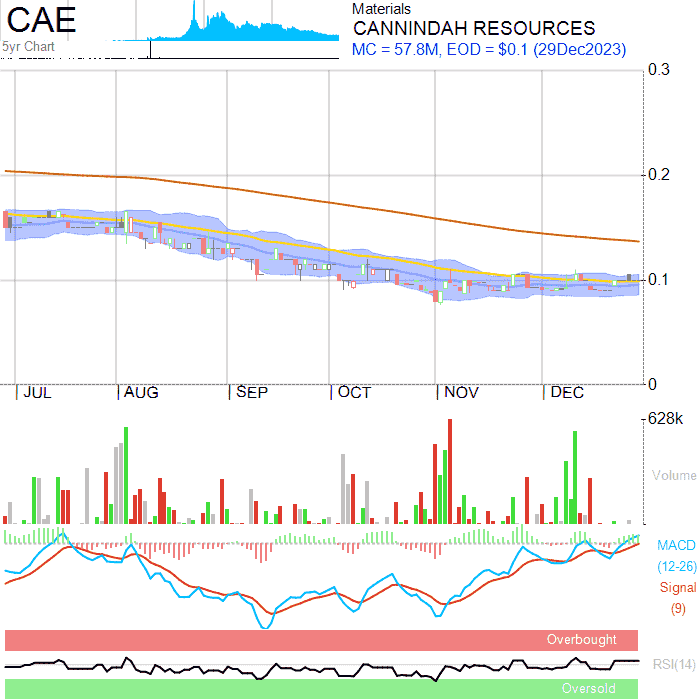 CAE
5yr Chart
Materials
CANNINDAH RESOURCES
MC = 57.8M, EOD = $0.1 (29Dec2023)
0.3
0.2
0.1
0
JUL AUG SEP OCT NOV DEC
628k
Volume
MACD
(12-26)
Signal
(9)
Overbought
RSI(14)
Oversold